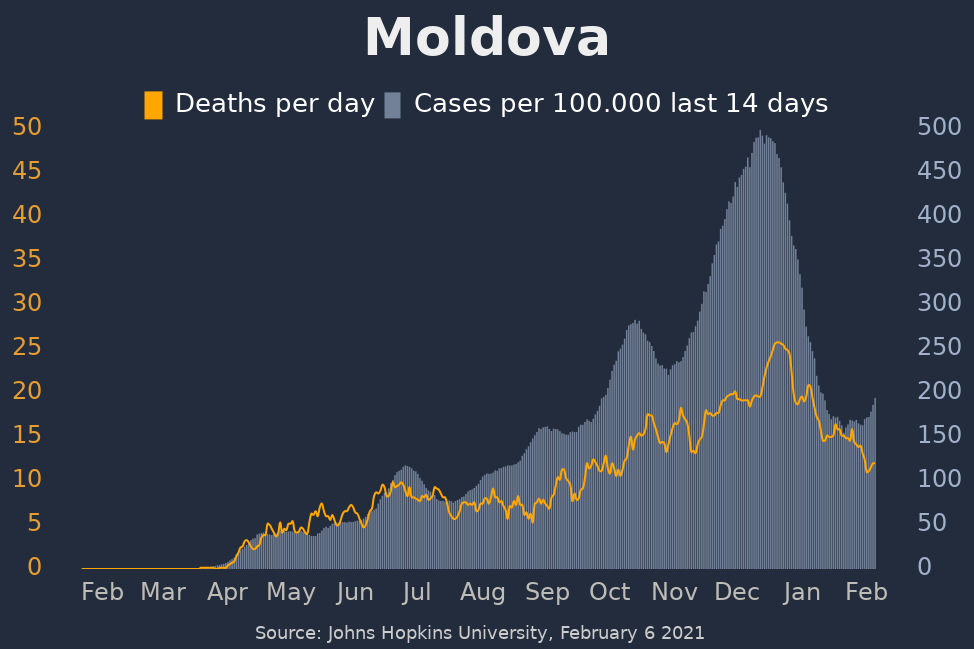 Moldova
Deaths per day Cases per 100.000 last 14 days
50 500
45 450
40 400
35 350
30 300
25 250
20 200
15 150
10 100
5 50
0 0
Feb Mar Apr May Jun Jul Aug Sep Oct Nov Dec Jan Feb
Source: Johns Hopkins University, February 6 2021